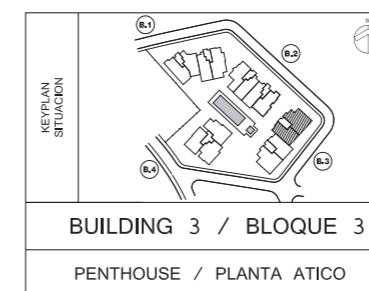 B.1
B.2
KEYPLAN
SITUACION
B.4
B.3
BUILDING 3 / BLOQUE 3
PENTHOUSE / PLANTA ATICO